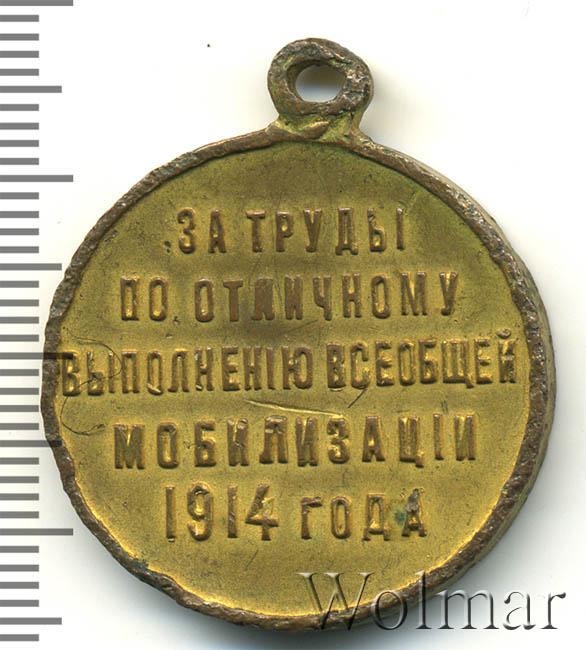 ЗА ТРУДЫ
ПО ОТЛИЧНОМУ
ВЫПОЛНЕНІЮ ВСЕОБЩЕЙ
МОБИЛИЗАЦІИ
1914 ГОДА
Wolmar